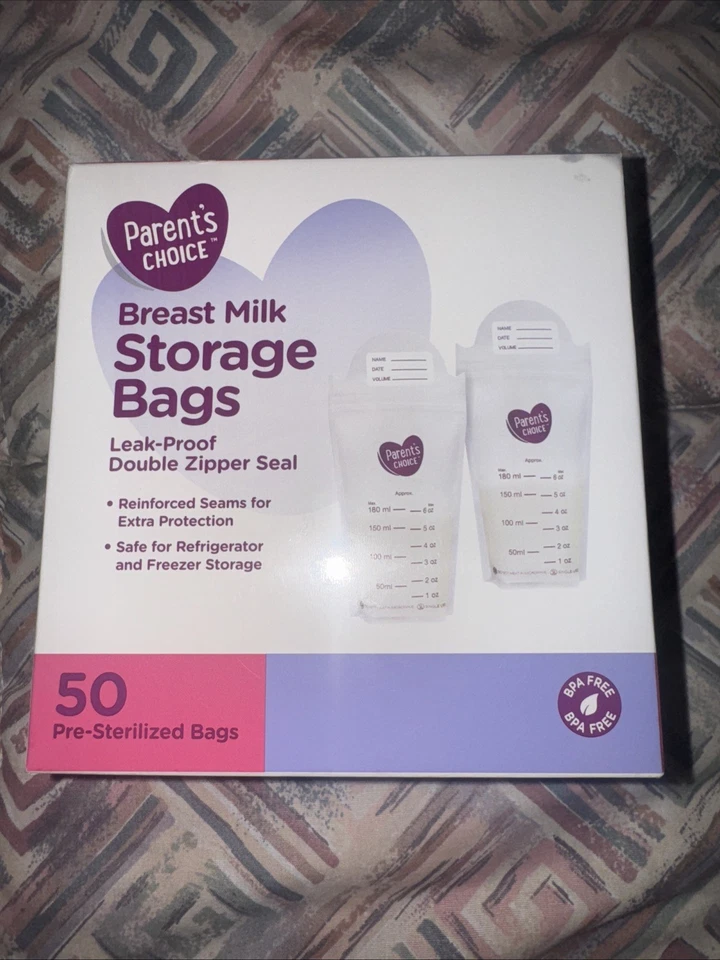 Parent's
CHOICE™
Breast Milk
Storage
Bags
Leak-Proof
Double Zipper Seal
• Reinforced Seams for
Extra Protection
• Safe for Refrigerator
and Freezer Storage
NAME
DATE
VOLUME
Parent's
CHOICE
Approx.
180 ml 6 oz
150 ml 5 oz
4 oz
100 ml 3 oz
2 oz
50ml 1 oz
NAME
DATE
VOLUME
Parent's
CHOICE
Approx.
180 ml 6 oz
150 ml 5 oz
4 oz
100 ml 3 oz
2 oz
50ml 1 oz
50
Pre-Sterilized Bags
BPA FREE
BPA FREE